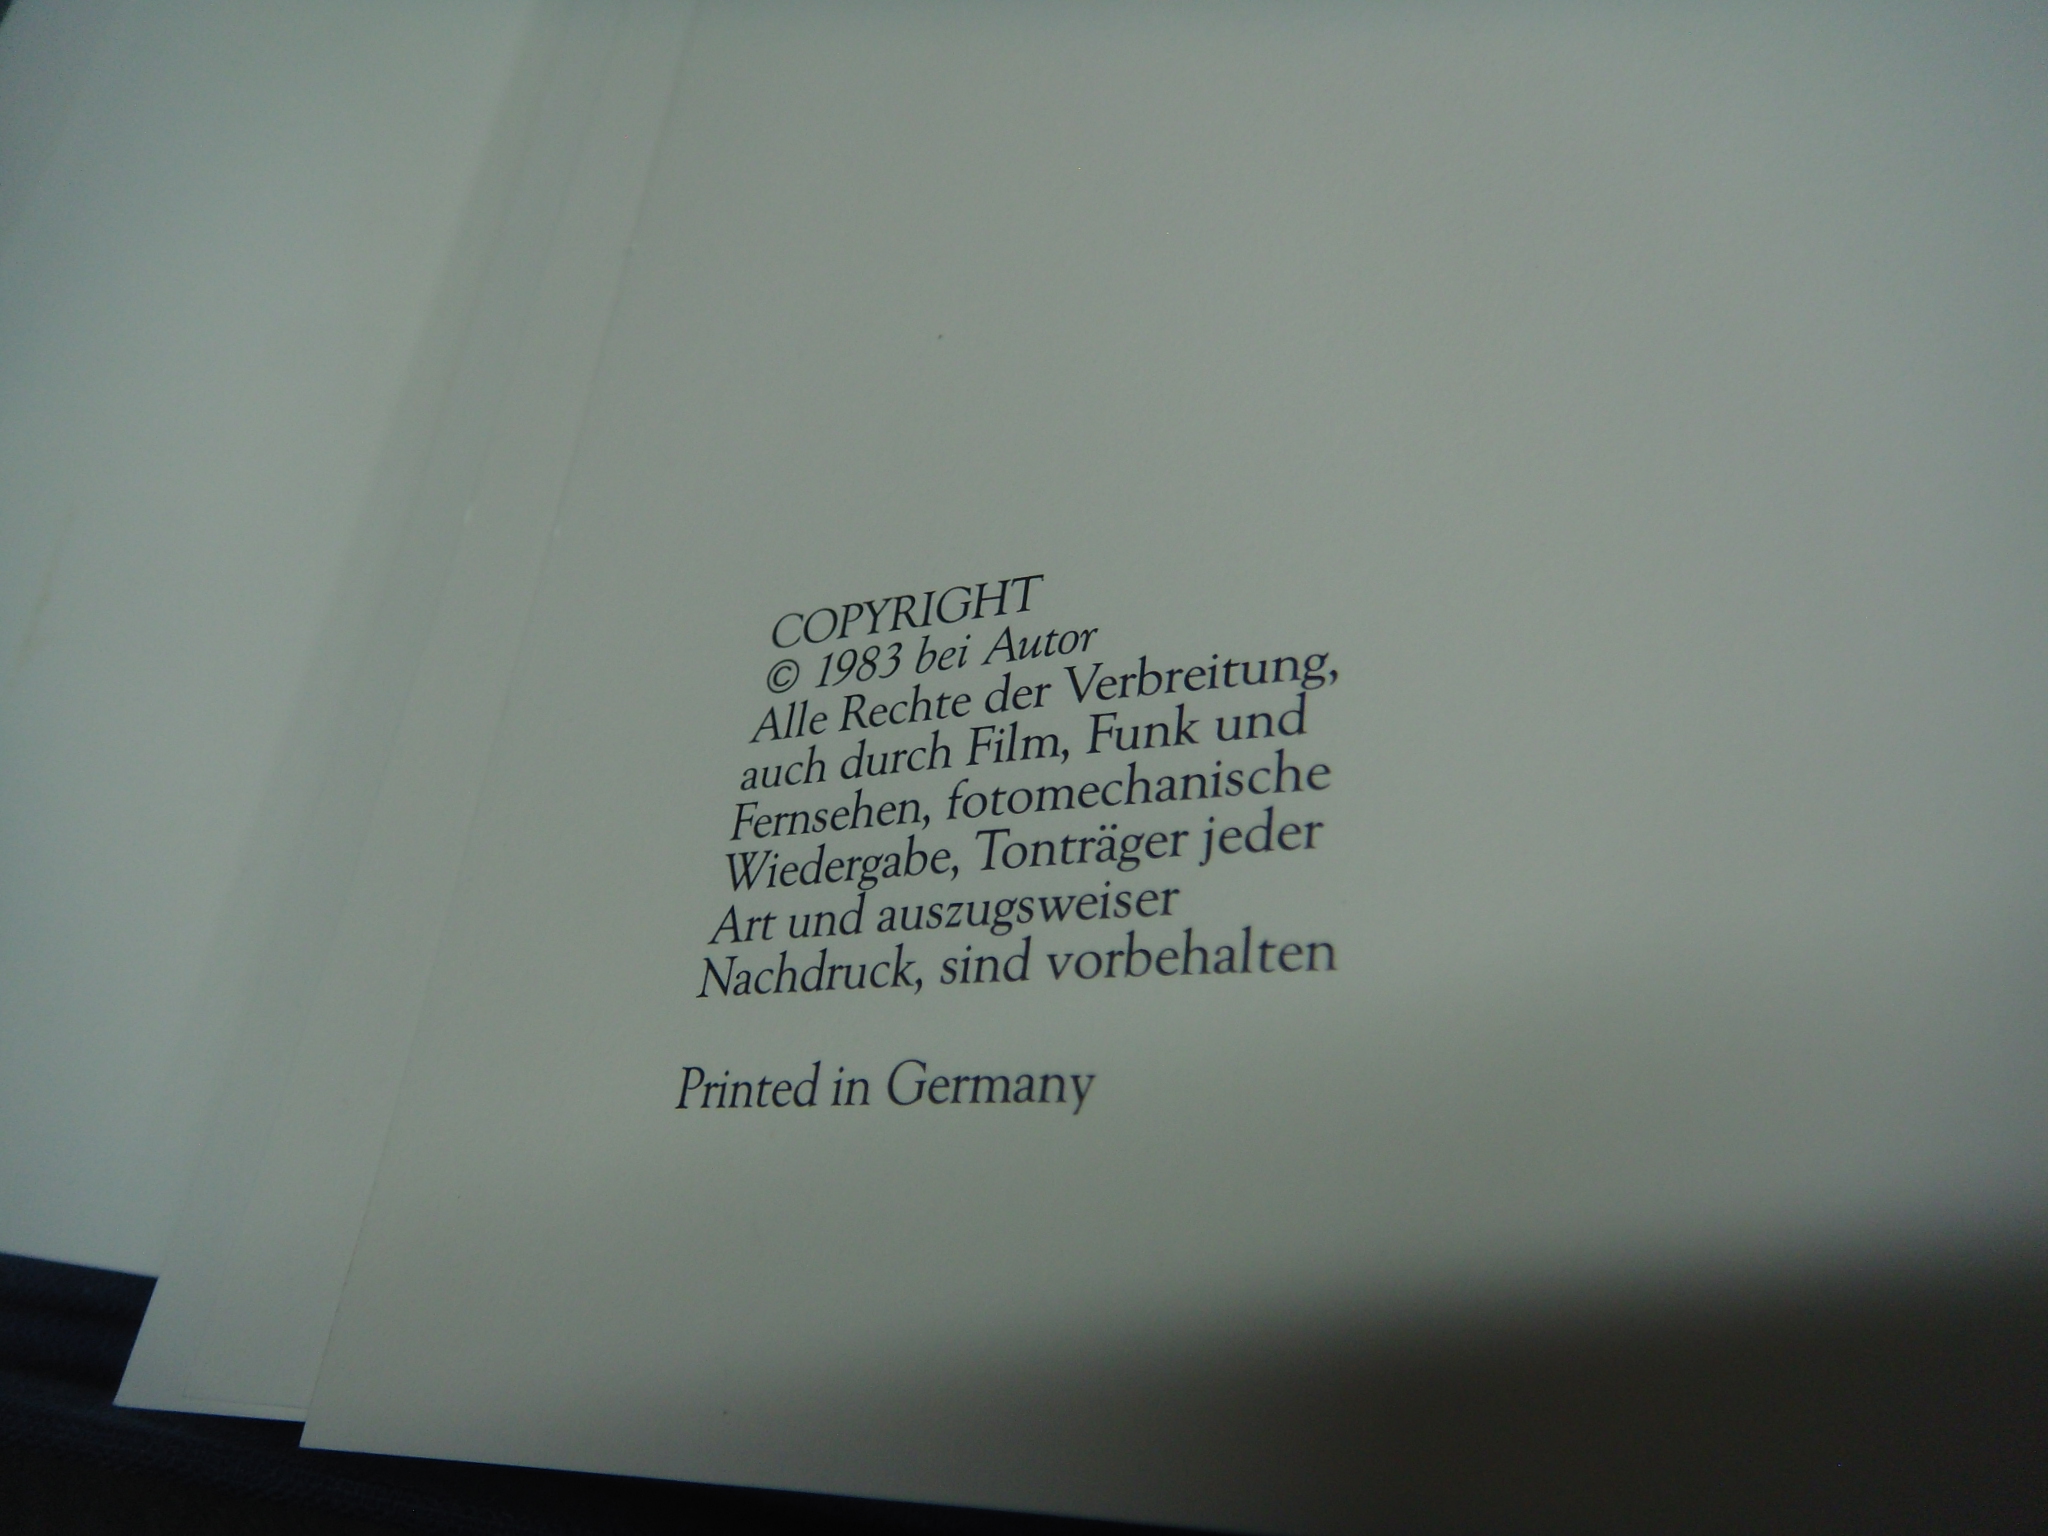 COPYRIGHT
© 1983 bei Autor
Alle Rechte der Verbreitung,
auch durch Film, Funk und
Fernsehen, fotomechanische
Wiedergabe, Tonträger jeder
Art und auszugsweiser
Nachdruck, sind vorbehalten
Printed in Germany